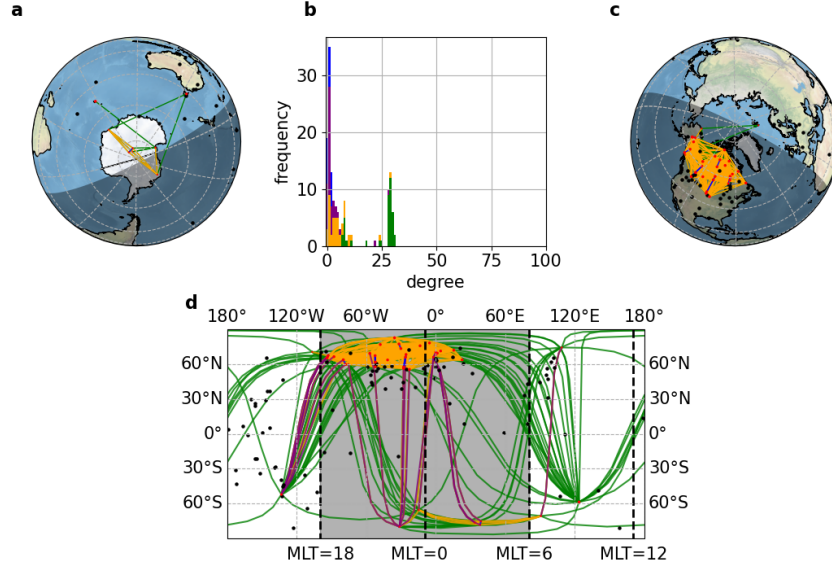 a
b
c
frequency
30
20
10
0
0
25
50
75
100
degree
d
180° 120°W 60°W 0° 60°E 120°E 180°
60°N 60°N
30°N 30°N
0° 0°
30°S 30°S
60°S 60°S
MLT=18 MLT=0 MLT=6 MLT=12